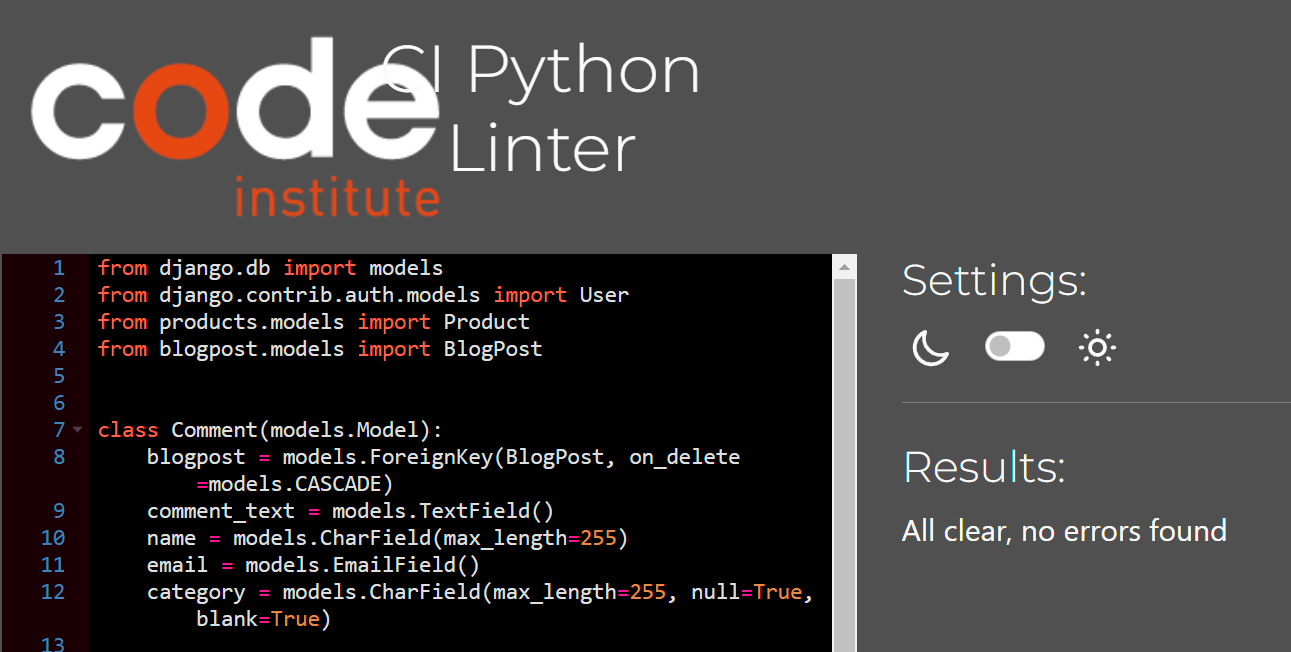 code
institute
CI Python
Linter
1 from django.db import models
2 from django.contrib.auth.models import User
3 from products.models import Product
4 from blogpost.models import BlogPost
5
6
7 class Comment(models.Model):
8     blogpost = models.ForeignKey(BlogPost, on_delete
        =models.CASCADE)
9     comment_text = models.TextField()
10     name = models.CharField(max_length=255)
11     email = models.EmailField()
12     category = models.CharField(max_length=255, null=True,
        blank=True)
13
Settings:
Results:
All clear, no errors found